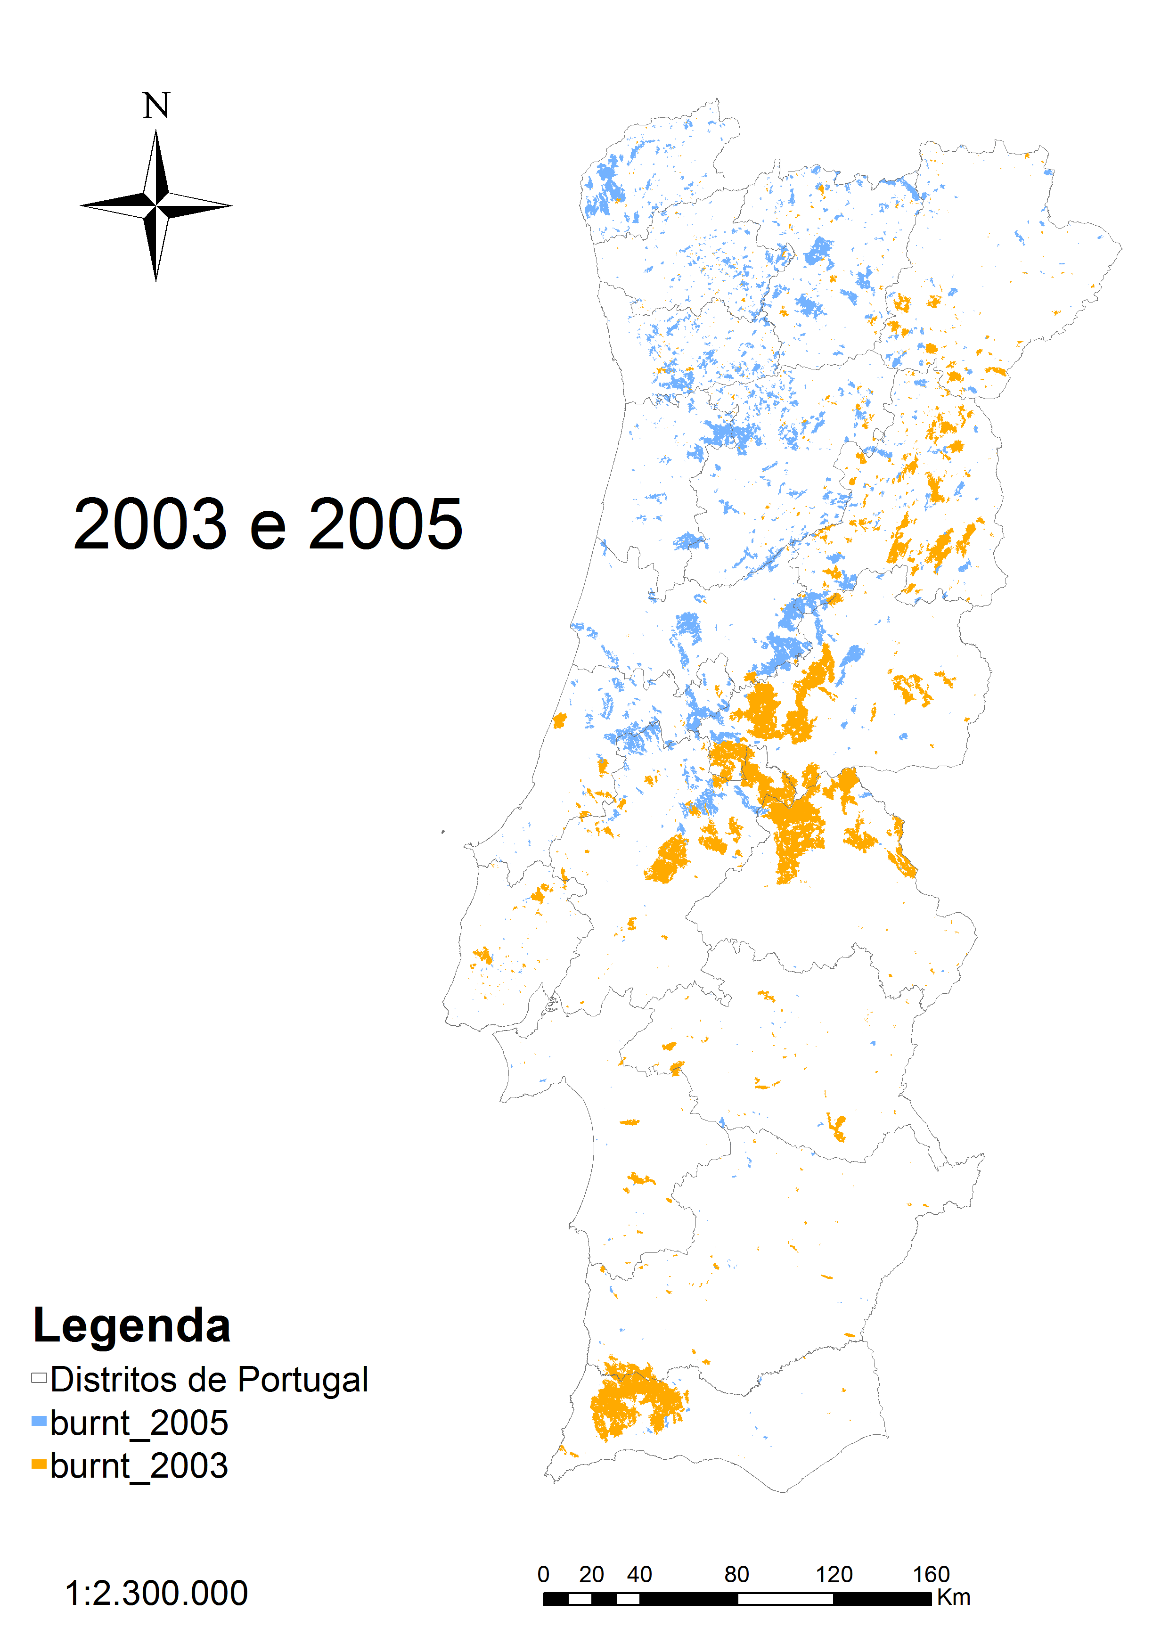 N
2003 e 2005
Legenda
Distritos de Portugal
burnt_2005
burnt_2003
1:2.300.000
0 20 40 80 120 160
Km